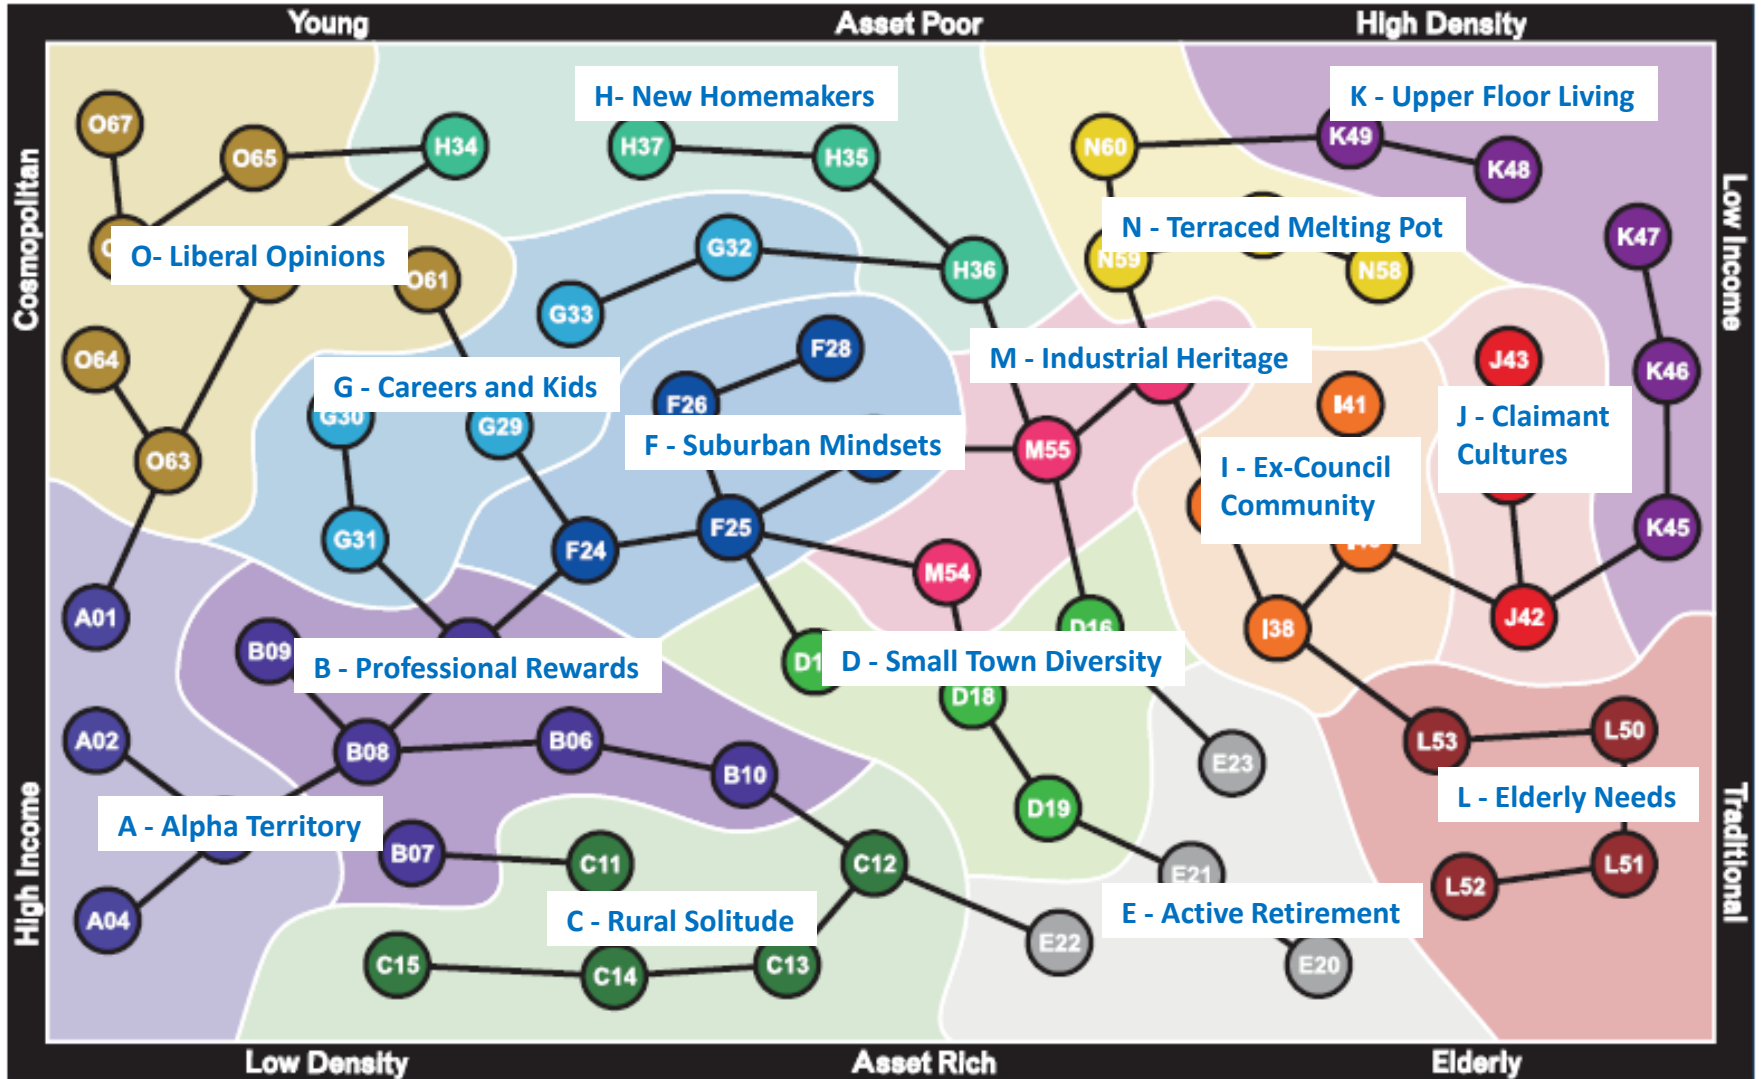 Young
Asset Poor
High Density
Cosmopolitan
High Income
Low Income
Traditional
Low Density
Asset Rich
Elderly
H- New Homemakers
K - Upper Floor Living
O67
O65
H34
H37
H35
N60
K49
K48
N - Terraced Melting Pot
O- Liberal Opinions
O61
G32
H36
N59
N58
K47
G33
O64
F28
M - Industrial Heritage
J43
K46
G - Careers and Kids
G30
G29
F26
I41
J - Claimant
Cultures
F - Suburban Mindsets
M55
O63
I - Ex-Council
Community
G31
F24
F25
M54
K45
A01
D16
I38
J42
B09
B - Professional Rewards
D - Small Town Diversity
D18
A02
B08
B06
B10
E23
L53
L50
L - Elderly Needs
A - Alpha Territory
D19
B07
C11
C12
E21
L52
L51
A04
C - Rural Solitude
E - Active Retirement
C15
C14
C13
E22
E20